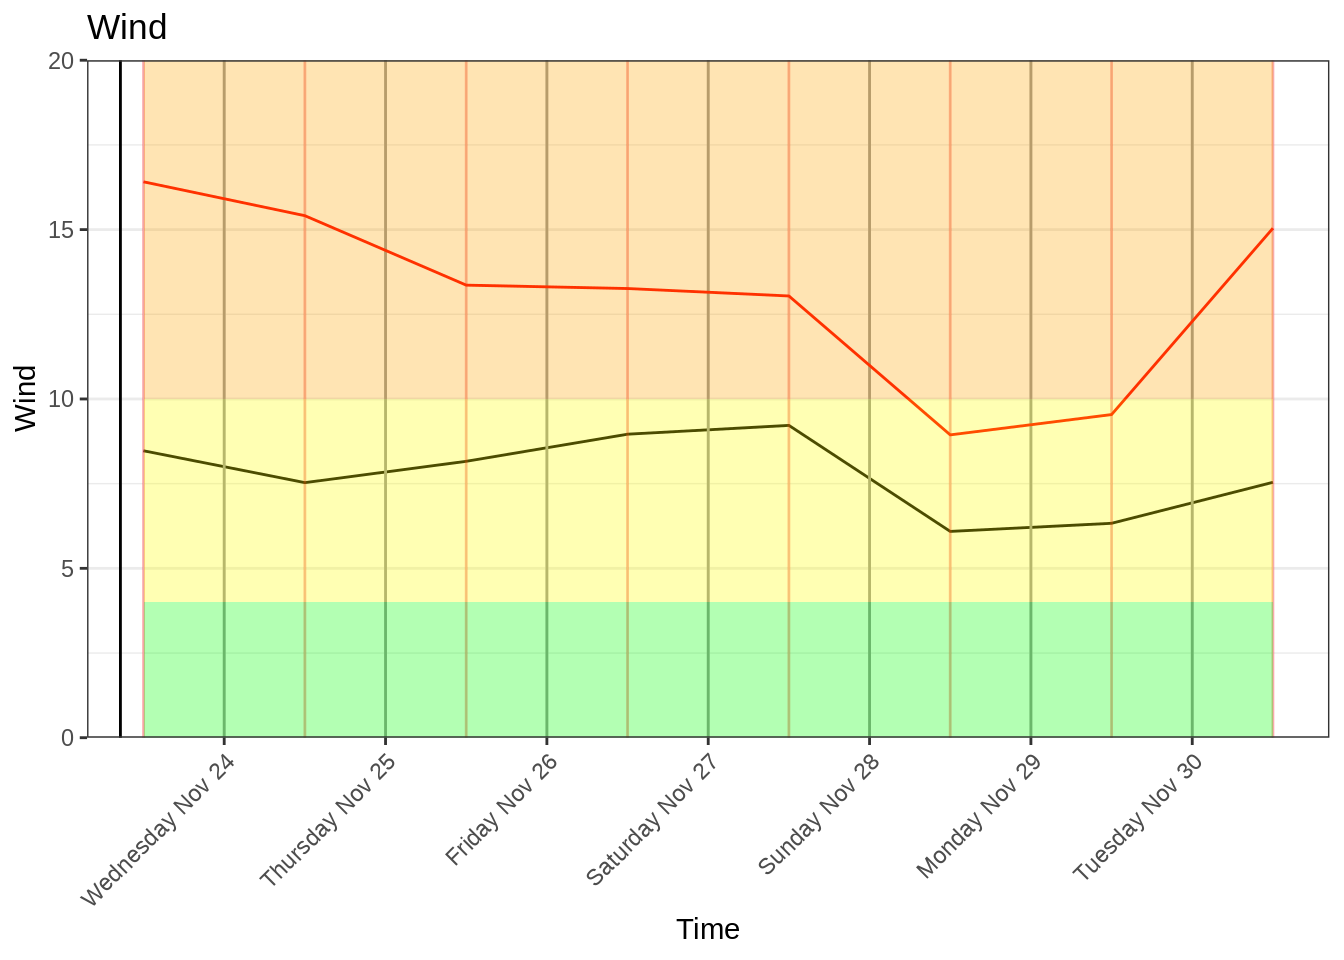 Wind
20
15
10
5
0
Wind
Wednesday Nov 24
Thursday Nov 25
Friday Nov 26
Saturday Nov 27
Sunday Nov 28
Monday Nov 29
Tuesday Nov 30
Time